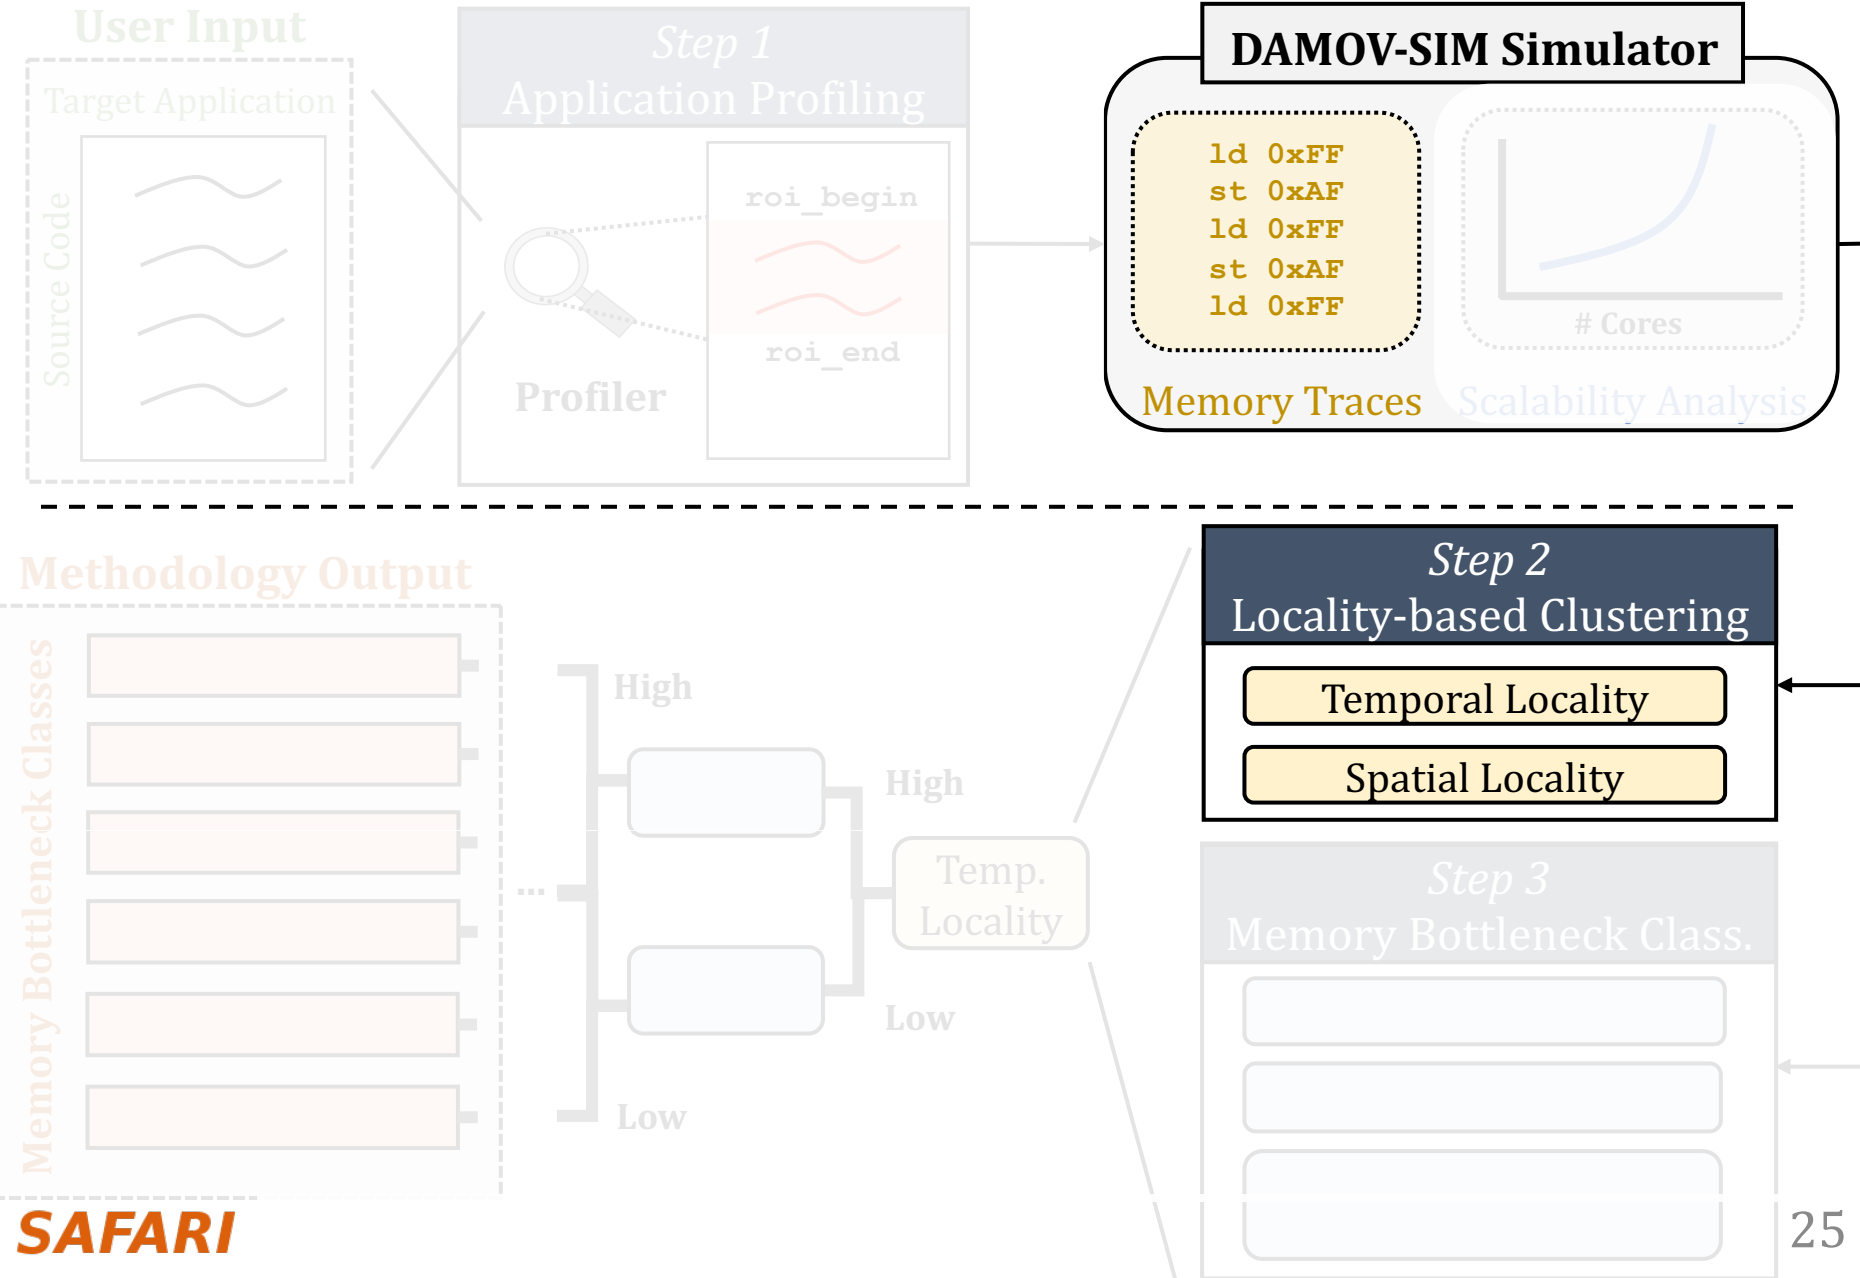 User Input
Target Application
Source Code
Step 1
Application Profiling
roi_begin
roi_end
Profiler
DAMOV-SIM Simulator
ld 0xFF
st 0xAF
ld 0xFF
st 0xAF
ld 0xFF
Memory Traces
# Cores
Scalability Analysis
Step 2
Locality-based Clustering
Temporal Locality
Spatial Locality
Step 3
Memory Bottleneck Class.
Temp.
Locality
High
Low
High
Low
...
Methodology Output
Memory Bottleneck Classes
SAFARI
25